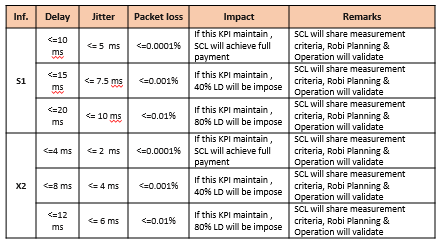 Inf. Delay Jitter Packet loss Impact Remarks
S1
<=10
ms
<= 5 ms
<=0.0001%
If this KPI maintain ,
SCL will achieve full
payment
SCL will share measurement
criteria, Robi Planning &
Operation will validate
<=15
ms
<= 7.5 ms
<=0.001%
If this KPI maintain ,
40% LD will be impose
SCL will share measurement
criteria, Robi Planning &
Operation will validate
<=20
ms
<= 10 ms
<=0.01%
If this KPI maintain ,
80% LD will be impose
SCL will share measurement
criteria, Robi Planning &
Operation will validate
X2
<=4 ms
<= 2 ms
<=0.0001%
If this KPI maintain ,
SCL will achieve full
payment
SCL will share measurement
criteria, Robi Planning &
Operation will validate
<=8 ms
<= 4 ms
<=0.001%
If this KPI maintain ,
40% LD will be impose
SCL will share measurement
criteria, Robi Planning &
Operation will validate
<=12
ms
<= 6 ms
<=0.01%
If this KPI maintain ,
80% LD will be impose
SCL will share measurement
criteria, Robi Planning &
Operation will validate